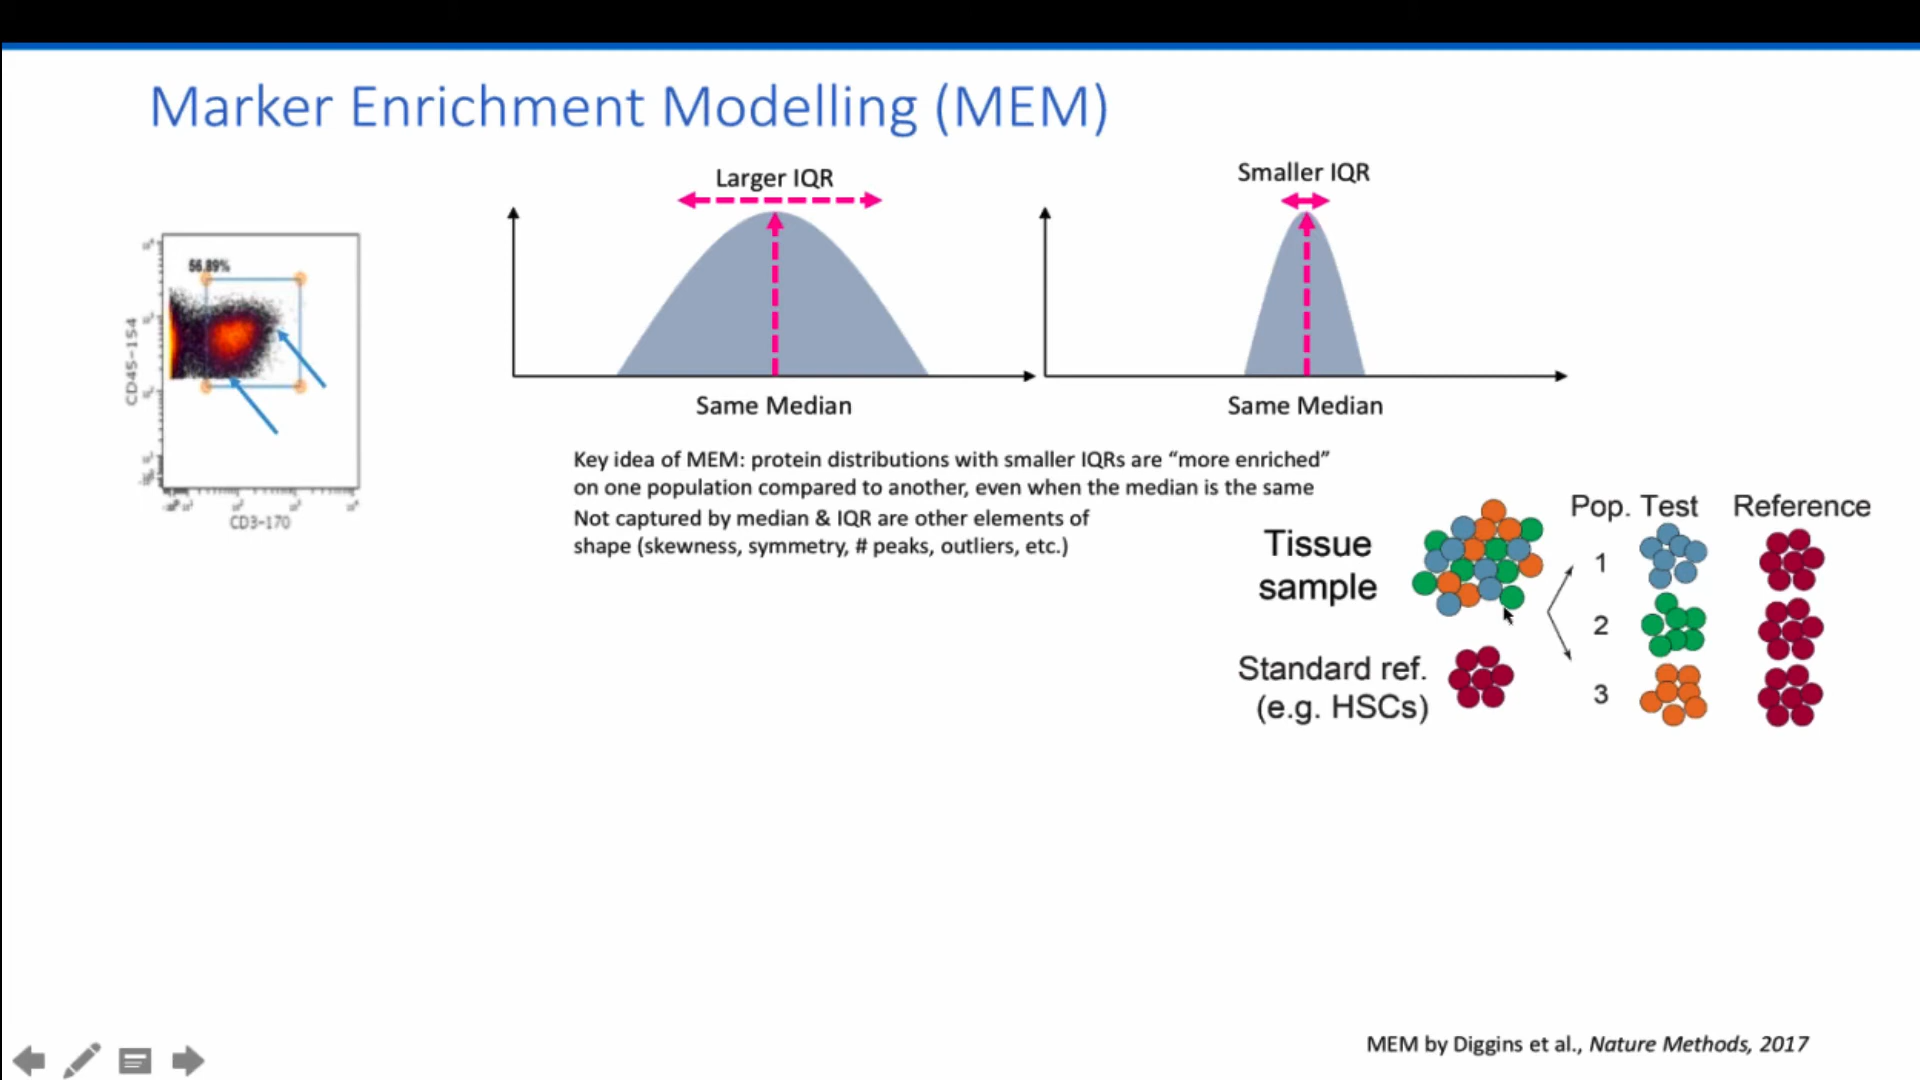 Marker Enrichment Modelling (MEM)
Larger IQR
Smaller IQR
56.89%
CD45-154
CD3-170
Same Median
Same Median
Key idea of MEM: protein distributions with smaller IQRs are “more enriched”
on one population compared to another, even when the median is the same
Not captured by median & IQR are other elements of
shape (skewness, symmetry, # peaks, outliers, etc.)
Tissue
sample
Standard ref.
(e.g. HSCs)
Pop. Test Reference
1
2
3
MEM by Diggins et al., Nature Methods, 2017